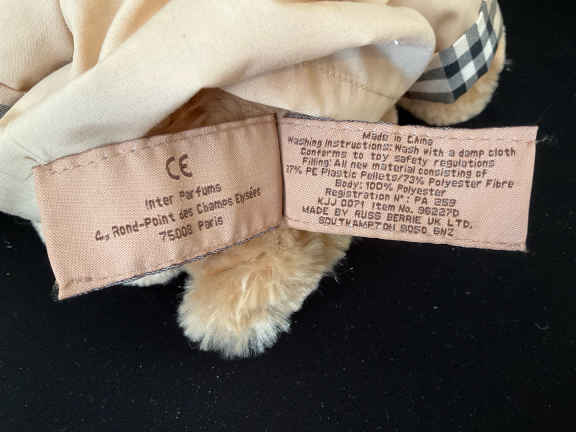 CE
Inter Parfums
4, Rond-Point des Champs Elysées
75008 Paris
Made in China
Washing Instructions: Wash with a damp cloth
Conforms to toy safety regulations
Filling: All new material consisting of
27% PE Plastic Pellets/73% Polyester Fibre
Body: 100% Polyester
Registration N°: PA 259
KJJ 0071 Item No. 96227D
MADE BY RUSS BERRIE UK LTD.
SOUTHAMPTON SO50 6NZ